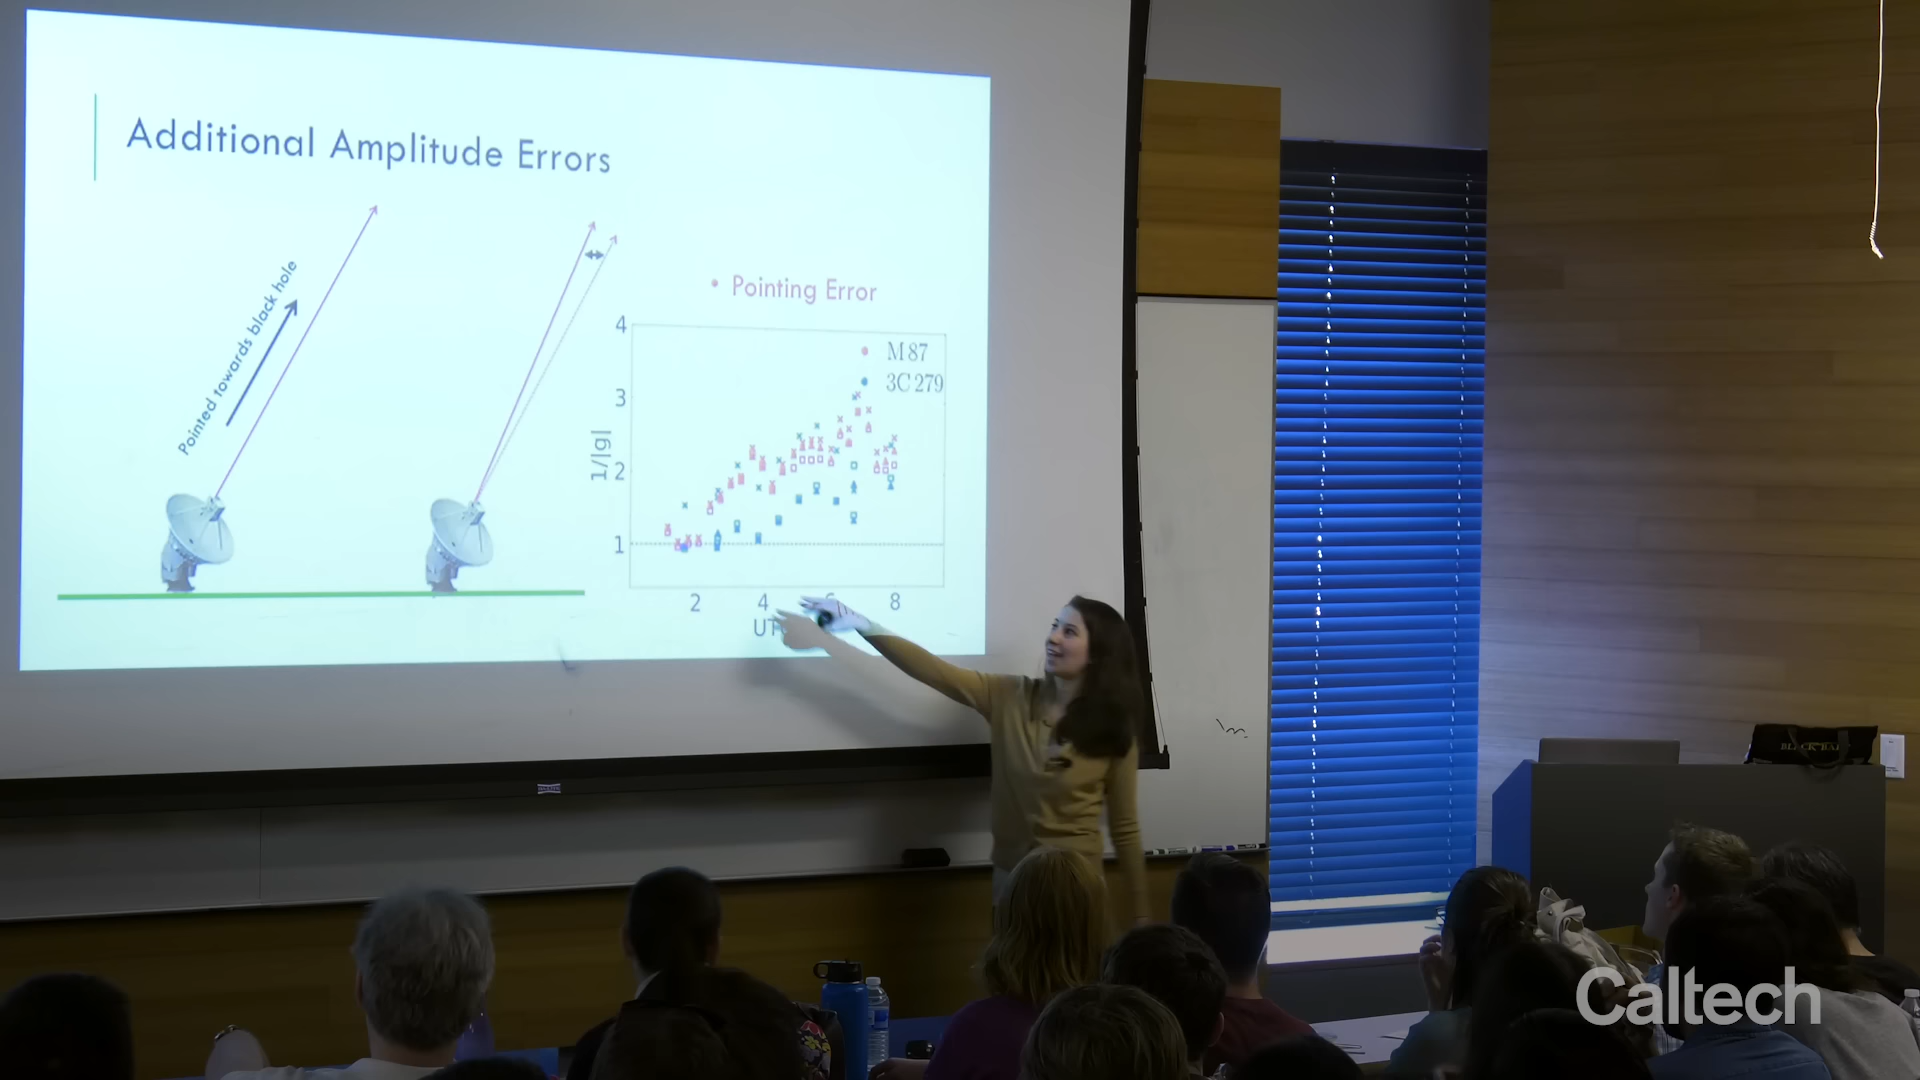 Additional Amplitude Errors
Pointed towards black hole
• Pointing Error
4
3
2
1
1/|g|
M 87
3C 279
2 4 8
Caltech